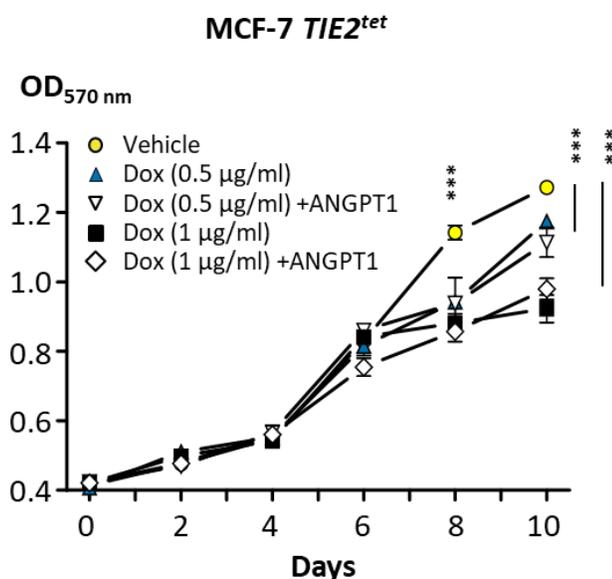 MCF-7 TIE2tet
OD570 nm
1.4
1.2
1.0
0.8
0.6
0.4
Vehicle
Dox (0.5 µg/ml)
Dox (0.5 µg/ml) +ANGPT1
Dox (1 µg/ml)
Dox (1 µg/ml) +ANGPT1
***
***
***
0 2 4 6 8 10
Days